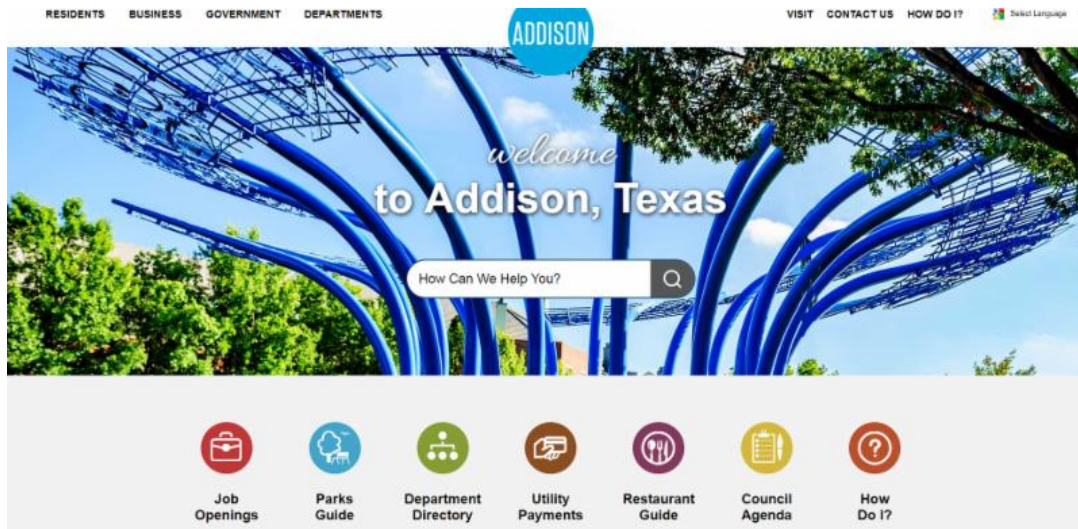 RESIDENTS BUSINESS GOVERNMENT DEPARTMENTS
ADDISON
VISIT CONTACT US HOW DO I? Select Language
welcome
to Addison, Texas
How Can We Help You?
Job
Openings
Parks
Guide
Department
Directory
Utility
Payments
Restaurant
Guide
Council
Agenda
How
Do I?